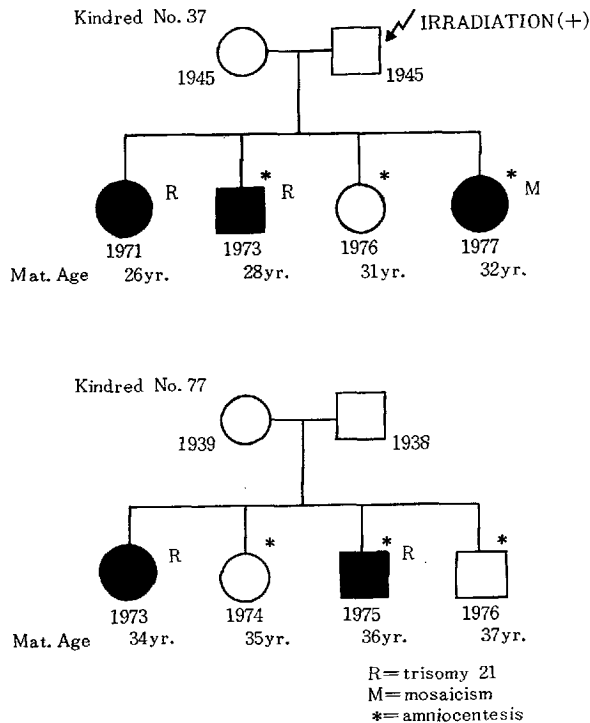 Kindred No. 37
IRRADIATION(+)
1945 1945
* * *
R R M
1971 1973 1976 1977
Mat. Age 26yr. 28yr. 31yr. 32yr.
Kindred No. 77
1939 1938
* * *
R R
1973 1974 1975 1976
Mat. Age 34yr. 35yr. 36yr. 37yr.
R=trisomy 21
M=mosaicism
*=amniocentesis